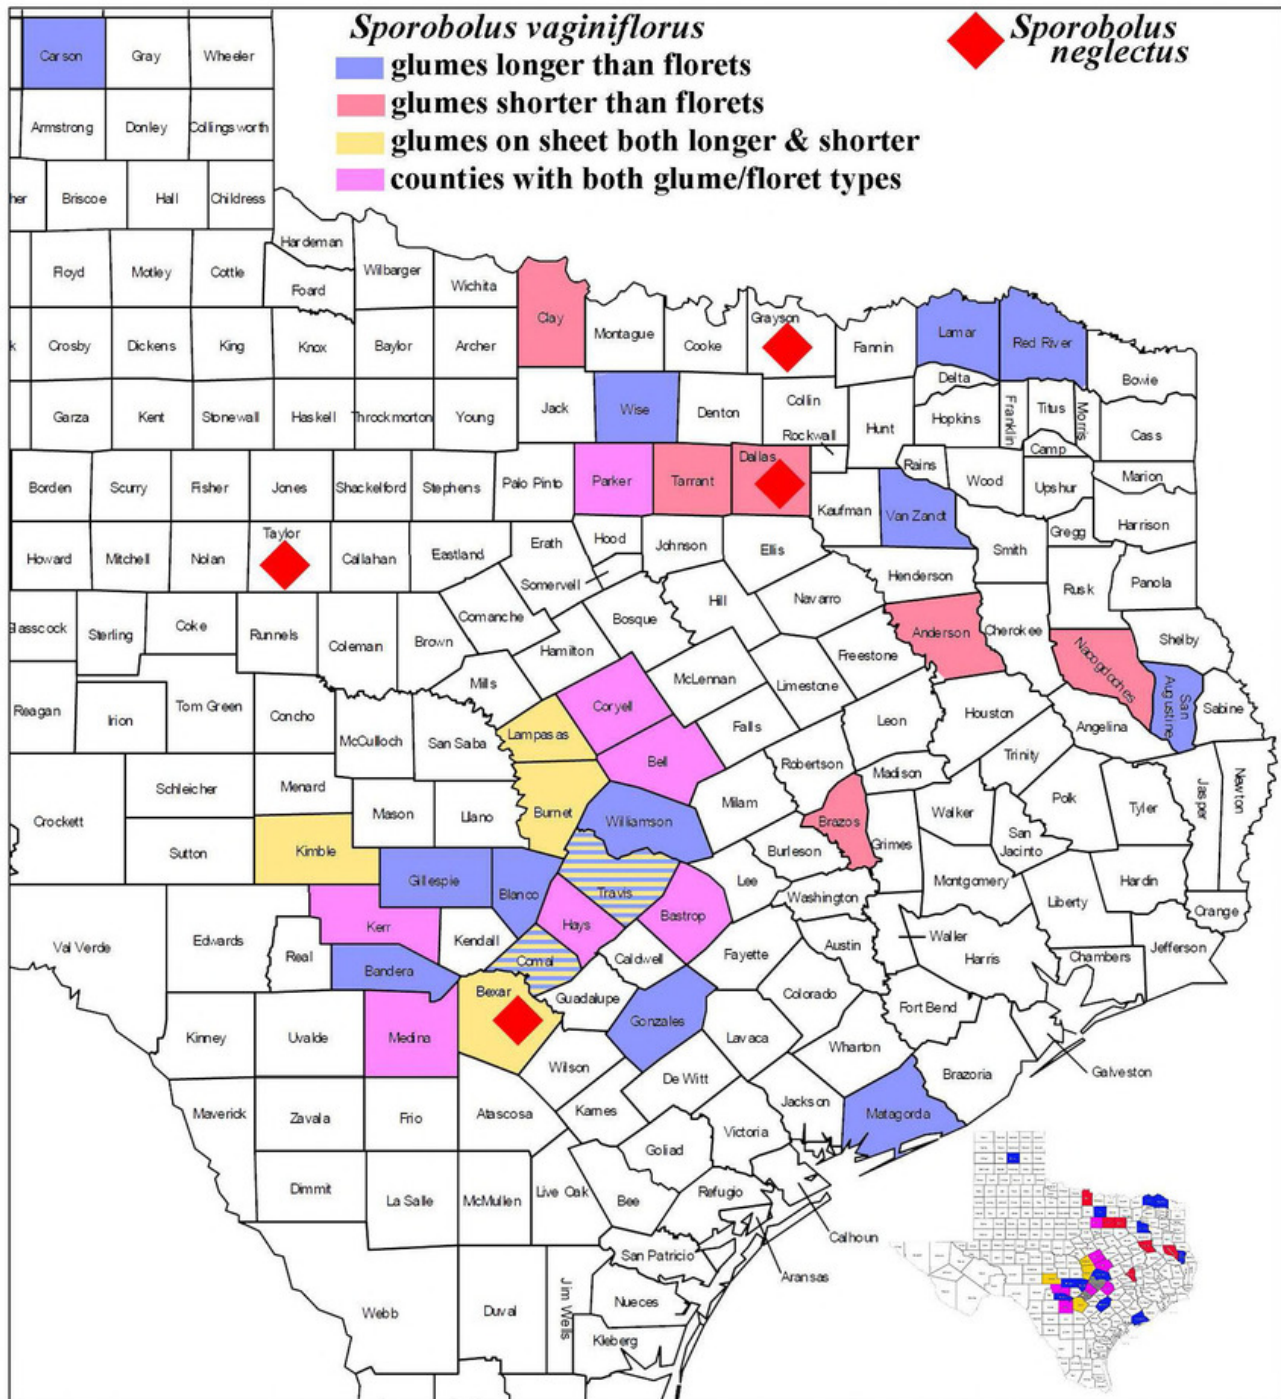 Sporobolus vaginiflorus
glumes longer than florets
glumes shorter than florets
glumes on sheet both longer & shorter
counties with both glume/floret types
Sporobolus
neglectus
Carson Gray Wheeler
Armstrong Donley Collingsworth
her Briscoe Hall Childress
Hardeman
Floyd Motley Cottle Foard Wilbarger Wichita Clay Montague Cooke Grayson Fannin Lamar Red River Bowie
k Crosby Dickens King Knox Baylor Archer
Delta
Garza Kent Stonewall Haskell Throckmorton Young Jack Wise Denton Collin Rockwall Hunt Hopkins Franklin Titus Morris Cass
Camp
Borden Scurry Fisher Jones Shackelford Stephens Palo Pinto Parker Tarrant Dallas Kaufman Rains Van Zandt Wood Upshur Marion
Howard Mitchell Nolan Taylor Callahan Eastland Erath Hood Somervell Johnson Ellis Henderson Smith Gregg Harrison
Rusk Panola
Glasscock Sterling Coke Runnels Coleman Brown Comanche Hamilton Bosque Hill Navarro Freestone Anderson Cherokee Nacogdoches Shelby
San Augustine Sabine
Reagan Irion Tom Green Concho McCulloch San Saba Mills Lampasas Coryell McLennan Limestone Falls Leon Houston Angelina
Trinity
Crockett Schleicher Menard Mason Llano Burnet Bell Williamson Milam Robertson Madison Brazos Walker Polk Tyler Jasper Newton
Sutton Kimble Gillespie Blanco Travis Lee Burleson Grimes San Jacinto
Washington Montgomery Liberty Hardin Orange
Val Verde Edwards Real Kerr Kendall Hays Bastrop Fayette Austin Waller Harris Chambers Jefferson
Bandera Comal Caldwell
Kinney Uvalde Medina Bexar Guadalupe Gonzales Lavaca Colorado Fort Bend
Wilson De Witt Wharton Brazoria Galveston
Maverick Zavala Frio Atascosa Karnes Victoria Jackson Matagorda
Goliad
Dimmit La Salle McMullen Live Oak Bee Refugio Calhoun
San Patricio Aransas
Webb Duval Jim Wells Nueces
Kleberg